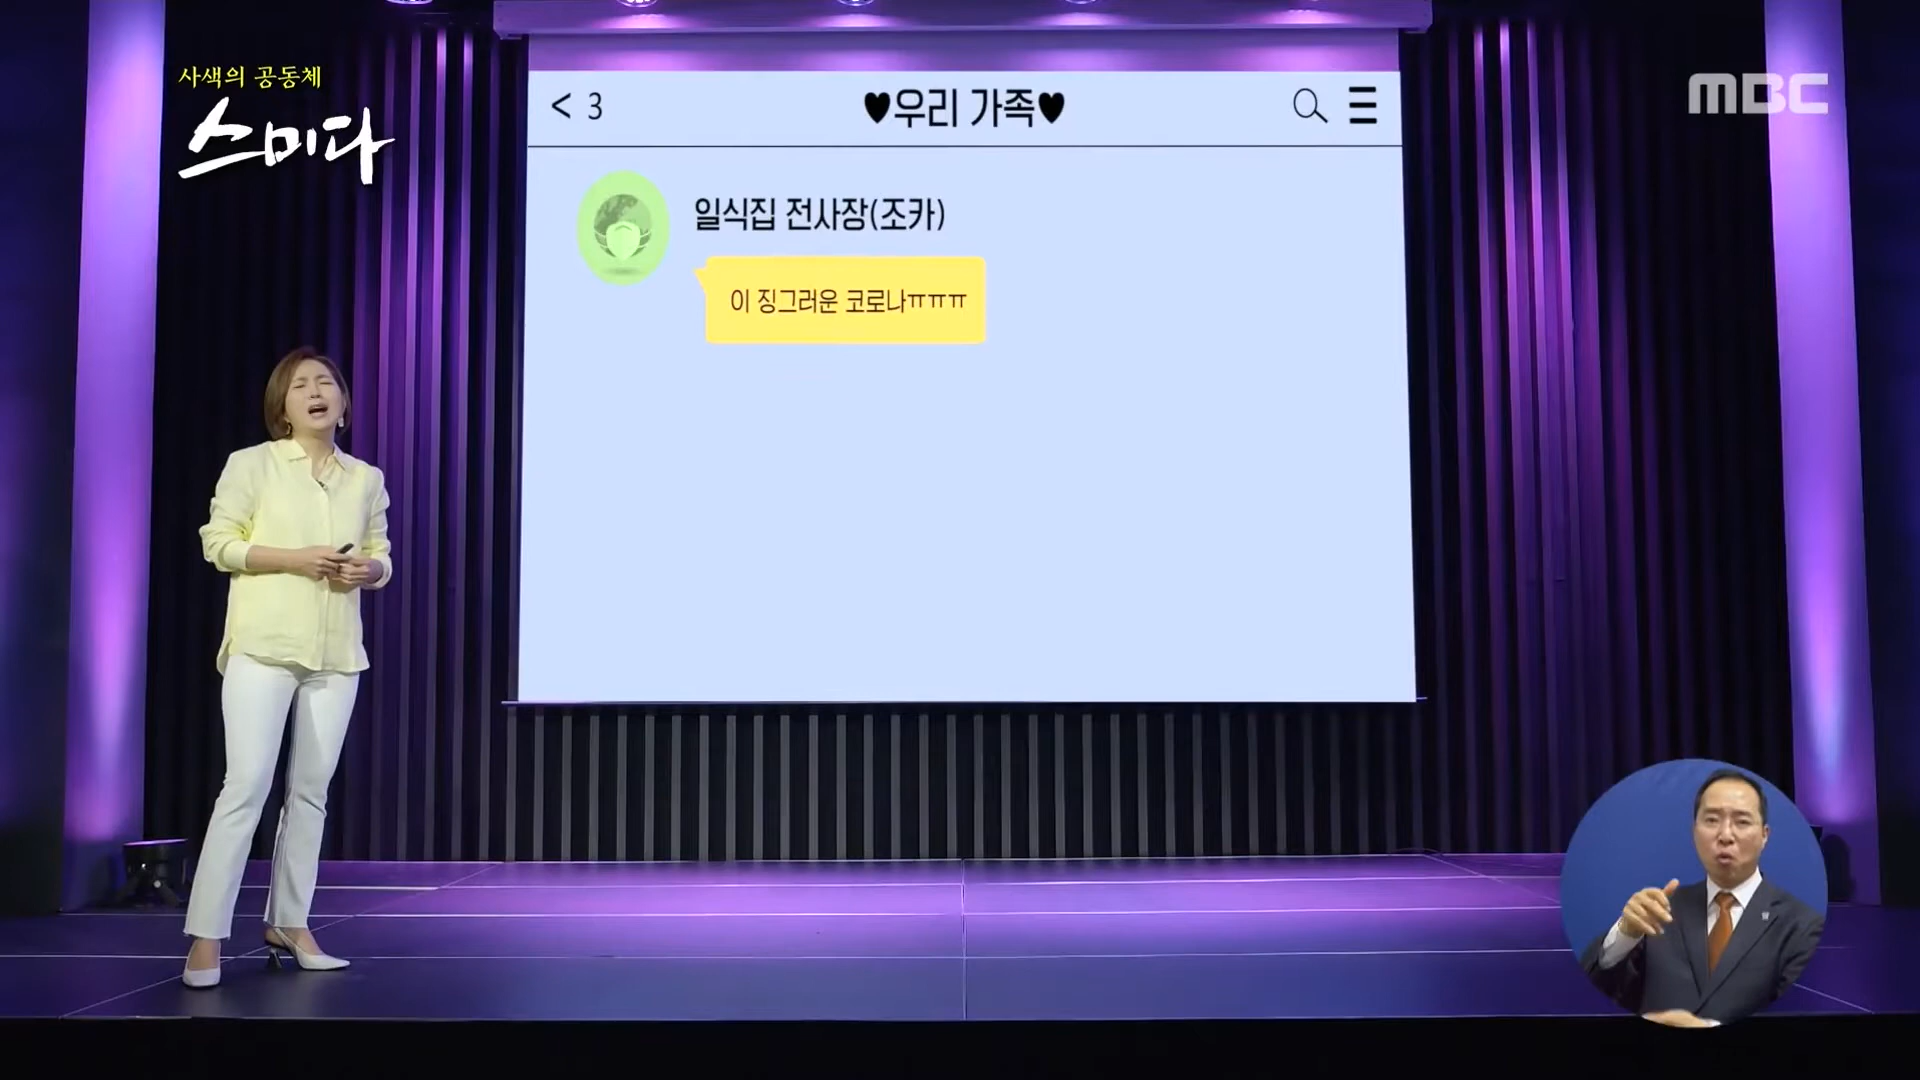 사색의 공동체
스미다
MBC
< 3
♥우리 가족♥
일식집 전사장(조카)
이 징그러운 코로나ㅠㅠㅠ